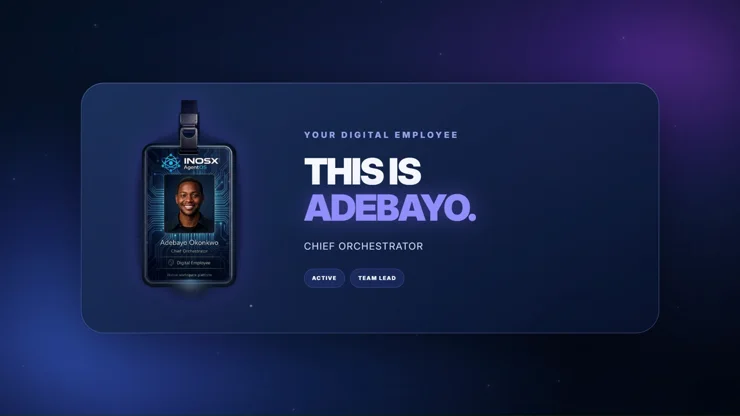 INOSX
AgentOS
Adebayo Okonkwo
Chief Orchestrator
Digital Employee
YOUR DIGITAL EMPLOYEE
THIS IS
ADEBAYO.
CHIEF ORCHESTRATOR
ACTIVE
TEAM LEAD